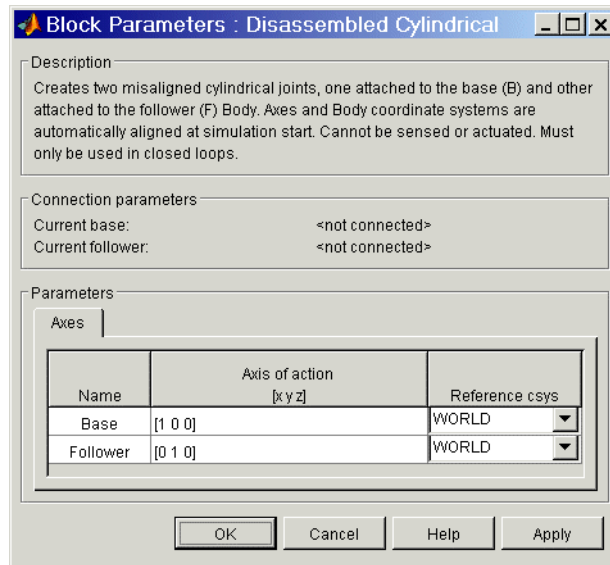 Block Parameters : Disassembled Cylindrical
Description
Creates two misaligned cylindrical joints, one attached to the base (B) and other
attached to the follower (F) Body. Axes and Body coordinate systems are
automatically aligned at simulation start. Cannot be sensed or actuated. Must
only be used in closed loops.
Connection parameters
Current base: <not connected>
Current follower: <not connected>
Parameters
Axes
Name Axis of action [x y z] Reference csys
Base [1 0 0] WORLD
Follower [0 1 0] WORLD
OK Cancel Help Apply